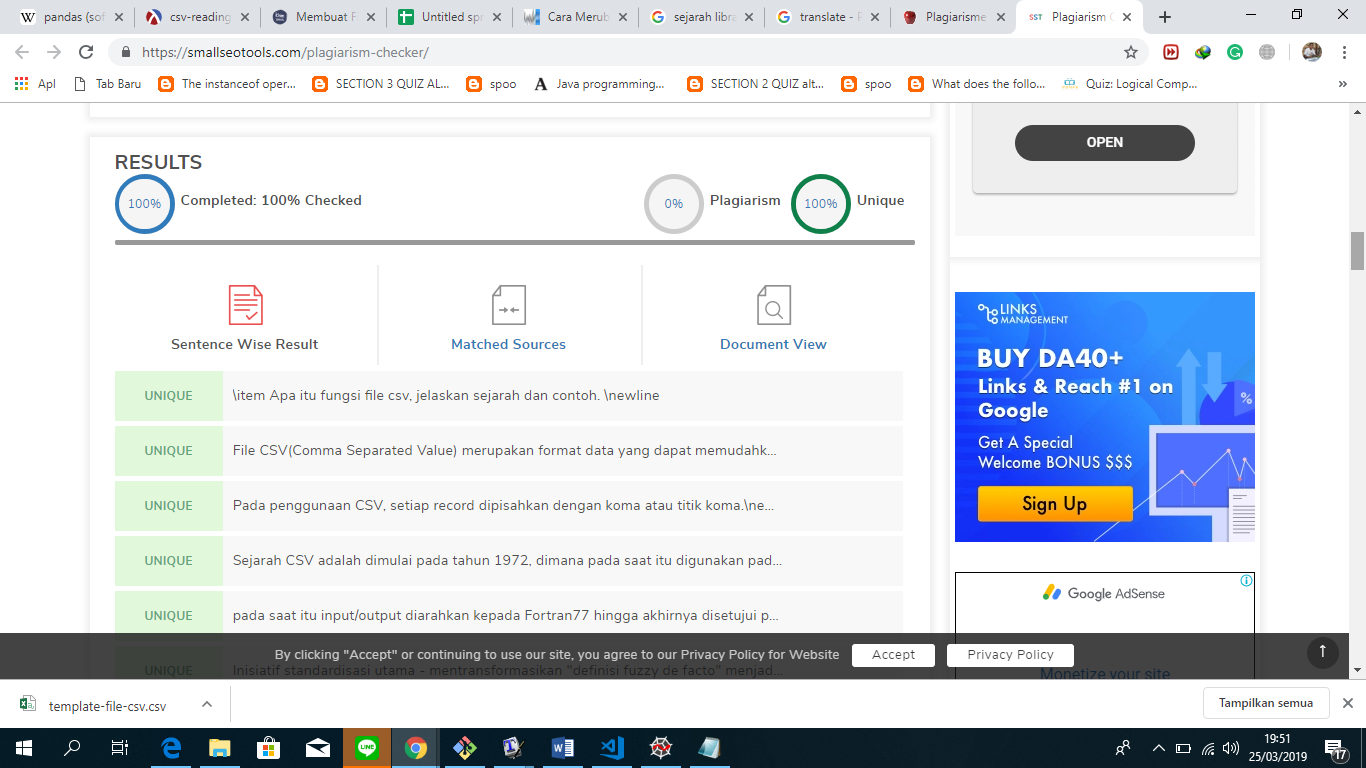 pandas (sof
csv-reading
Membuat F
Untitled spr
Cara Merub
sejarah libra
translate - P
Plagiarisme
SST Plagiarism C
https://smallseotools.com/plagiarism-checker/
Apl
Tab Baru
The instanceof oper...
SECTION 3 QUIZ AL...
spoo
Java programming...
SECTION 2 QUIZ alt...
spoo
What does the follo...
Quiz: Logical Comp...
»
RESULTS
100% Completed: 100% Checked
0% Plagiarism
100% Unique
Sentence Wise Result
Matched Sources
Document View
UNIQUE \item Apa itu fungsi file csv, jelaskan sejarah dan contoh. \newline
UNIQUE File CSV(Comma Separated Value) merupakan format data yang dapat memudahk...
UNIQUE Pada penggunaan CSV, setiap record dipisahkan dengan koma atau titik koma.\ne...
UNIQUE Sejarah CSV adalah dimulai pada tahun 1972, dimana pada saat itu digunakan pad...
UNIQUE pada saat itu input/output diarahkan kepada Fortran77 hingga akhirnya disetujui p...
UNIQUE Inisiatif standardisasi utama - mentransformasikan "definisi fuzzy de facto" menjad...
OPEN
LINKS
MANAGEMENT
BUY DA40+
Links & Reach #1 on
Google
Get A Special
Welcome BONUS $$$
Sign Up
%
Google AdSense
Monetize your site
By clicking "Accept" or continuing to use our site, you agree to our Privacy Policy for Website
Accept
Privacy Policy
template-file-csv.csv
Tampilkan semua
LINE
19:51
25/03/2019
17